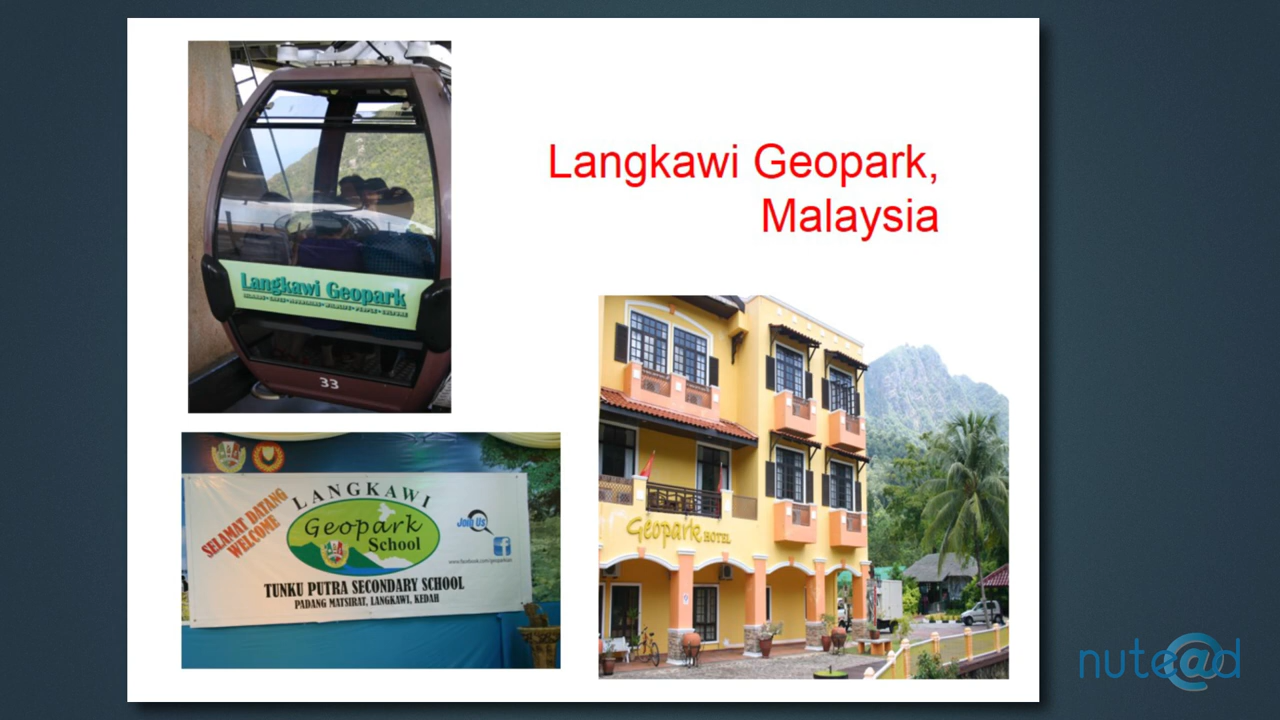 Langkawi Geopark,
Malaysia
Langkawi Geopark
33
SELAMAT DATANG
WELCOME
LANGKAWI
Geopark
School
Join Us!
TUNKU PUTRA SECONDARY SCHOOL
PADANG MATSIRAT, LANGKAWI, KEDAH
Geopark HOTEL
nute@d